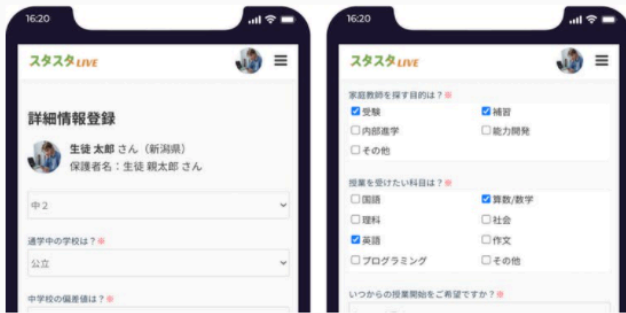 16:20
スタスタLIVE
詳細情報登録
生徒 太郎 さん（新潟県）
保護者名：生徒 親太郎 さん
中２
通学中の学校は？※
公立
中学校の偏差値は？※
16:20
スタスタLIVE
家庭教師を探す目的は？※
受験 補習
内部進学 能力開発
その他
授業を受けたい科目は？※
国語 算数/数学
理科 社会
英語 作文
プログラミング その他
いつからの授業開始をご希望ですか？※